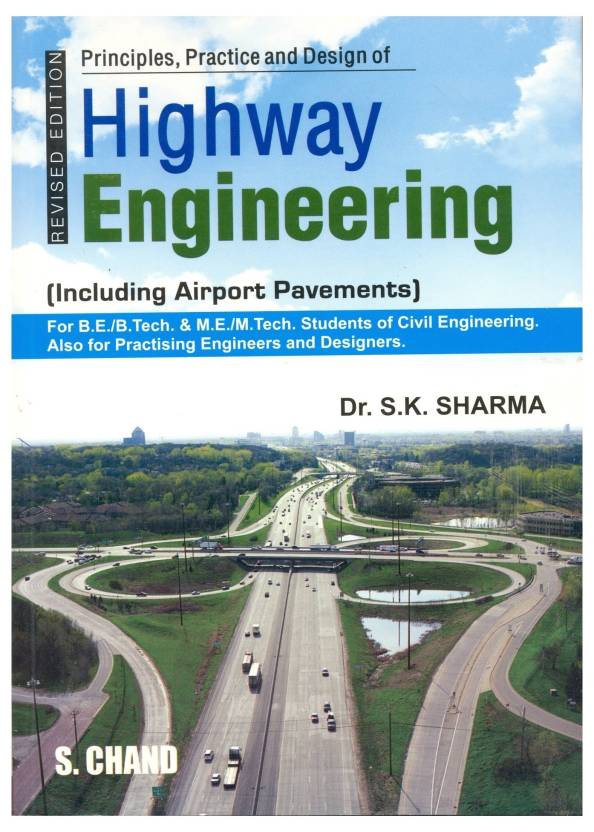 REVISED EDITION
Principles, Practice and Design of
Highway
Engineering
(Including Airport Pavements)
For B.E./B.Tech. & M.E./M.Tech. Students of Civil Engineering.
Also for Practising Engineers and Designers.
Dr. S.K. SHARMA
S. CHAND